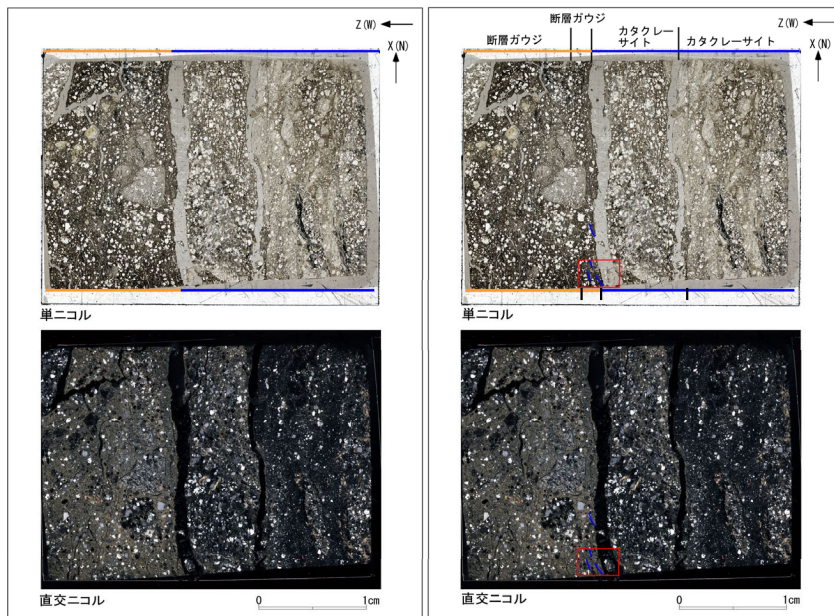 Z(W)
X(N)
単ニコル
直交ニコル
0 1cm
断層ガウジ
Z(W)
断層ガウジ
カタクレー
サイト
カタクレーサイト
X(N)
単ニコル
直交ニコル
0 1cm